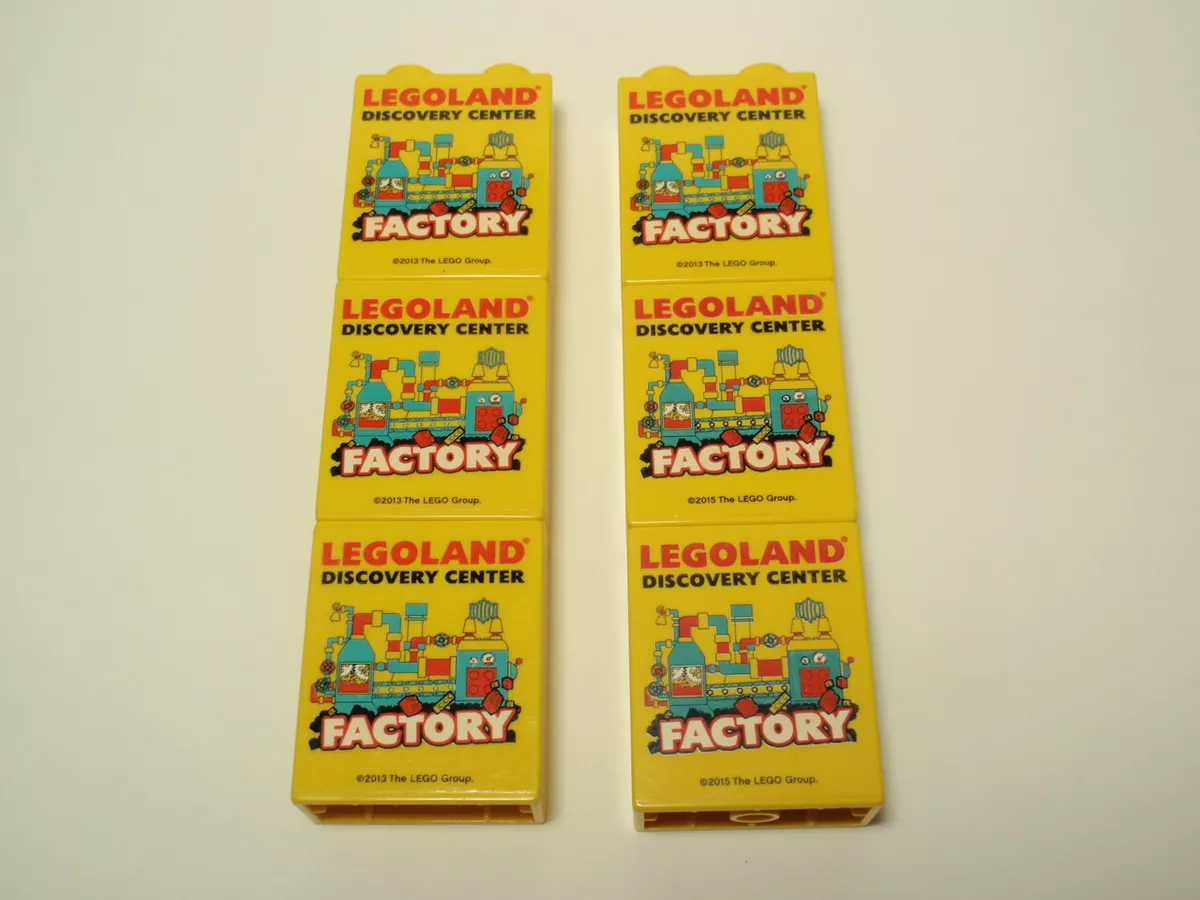 LEGOLAND®
DISCOVERY CENTER
FACTORY
©2013 The LEGO Group.
LEGOLAND®
DISCOVERY CENTER
FACTORY
©2013 The LEGO Group.
LEGOLAND®
DISCOVERY CENTER
FACTORY
©2013 The LEGO Group.
LEGOLAND®
DISCOVERY CENTER
FACTORY
©2013 The LEGO Group.
LEGOLAND®
DISCOVERY CENTER
FACTORY
©2015 The LEGO Group.
LEGOLAND®
DISCOVERY CENTER
FACTORY
©2015 The LEGO Group.